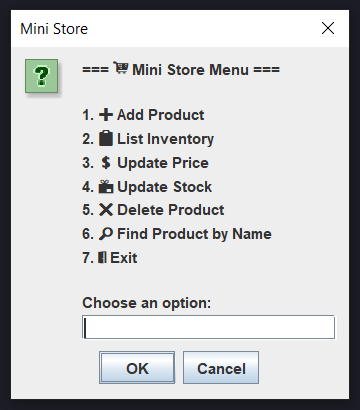 Mini Store
=== 🛒 Mini Store Menu ===
1. ➕ Add Product
2. 📋 List Inventory
3. 💲 Update Price
4. 📦 Update Stock
5. ❌ Delete Product
6. 🔎 Find Product by Name
7. 🚪 Exit
Choose an option:
OK Cancel